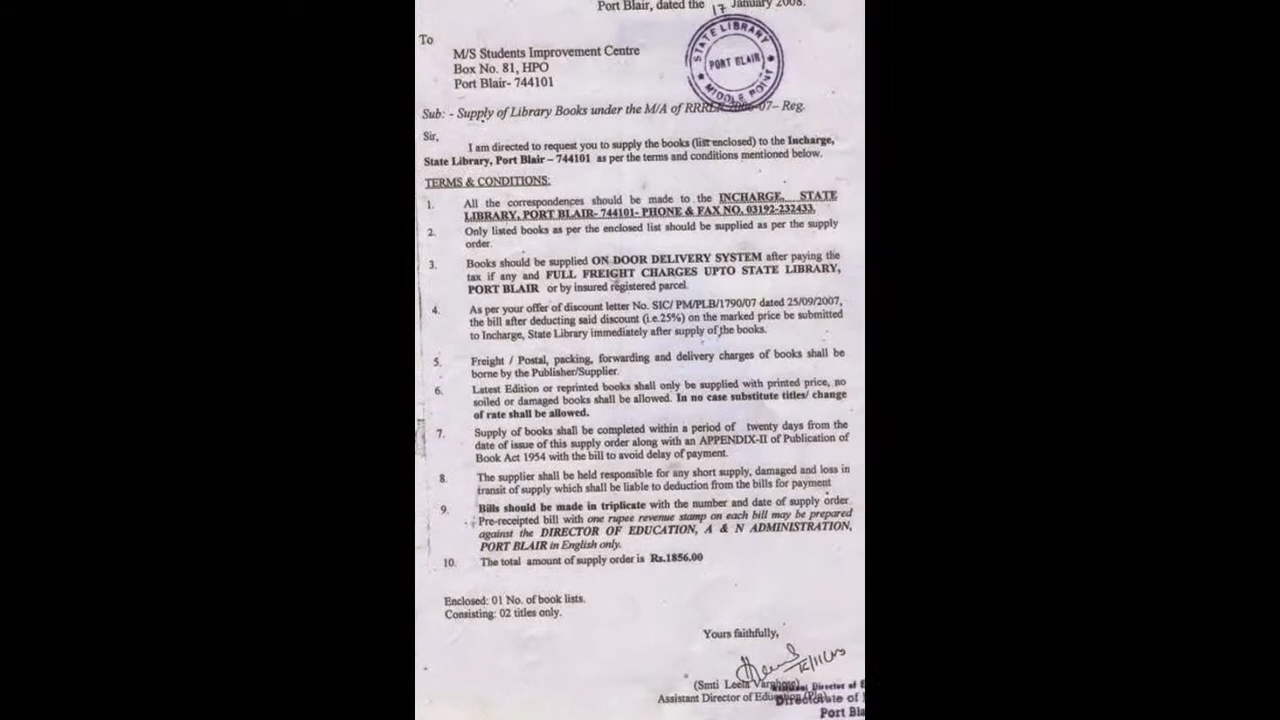 Port Blair, dated the 17 January 2008.
STATE LIBRARY
PORT BLAIR
MIDDLE POINT
To
M/S Students Improvement Centre
Box No. 81, HPO
Port Blair- 744101
Sub: - Supply of Library Books under the M/A of RRRLF 2006-07– Reg.
Sir,
I am directed to request you to supply the books (list enclosed) to the Incharge,
State Library, Port Blair – 744101 as per the terms and conditions mentioned below.
TERMS & CONDITIONS:
1. All the correspondences should be made to the INCHARGE, STATE
LIBRARY, PORT BLAIR- 744101- PHONE & FAX NO. 03192-232433.
2. Only listed books as per the enclosed list should be supplied as per the supply
order.
3. Books should be supplied ON DOOR DELIVERY SYSTEM after paying the
tax if any and FULL FREIGHT CHARGES UPTO STATE LIBRARY,
PORT BLAIR or by insured registered parcel.
4. As per your offer of discount letter No. SIC/ PM/PLB/1790/07 dated 25/09/2007,
the bill after deducting said discount (i.e.25%) on the marked price be submitted
to Incharge, State Library immediately after supply of the books.
5. Freight / Postal, packing, forwarding and delivery charges of books shall be
borne by the Publisher/Supplier.
6. Latest Edition or reprinted books shall only be supplied with printed price, no
soiled or damaged books shall be allowed. In no case substitute titles/ change
of rate shall be allowed.
7. Supply of books shall be completed within a period of twenty days from the
date of issue of this supply order along with an APPENDIX-II of Publication of
Book Act 1954 with the bill to avoid delay of payment.
8. The supplier shall be held responsible for any short supply, damaged and loss in
transit of supply which shall be liable to deduction from the bills for payment
9. Bills should be made in triplicate with the number and date of supply order.
Pre-receipted bill with one rupee revenue stamp on each bill may be prepared
against the DIRECTOR OF EDUCATION, A & N ADMINISTRATION,
PORT BLAIR in English only.
10. The total amount of supply order is Rs.1856.00
Enclosed: 01 No. of book lists.
Consisting: 02 titles only.
Yours faithfully,
(Smti Leela Varghose)
Director of E
Assistant Director of Education
Directorate of
Port Bla